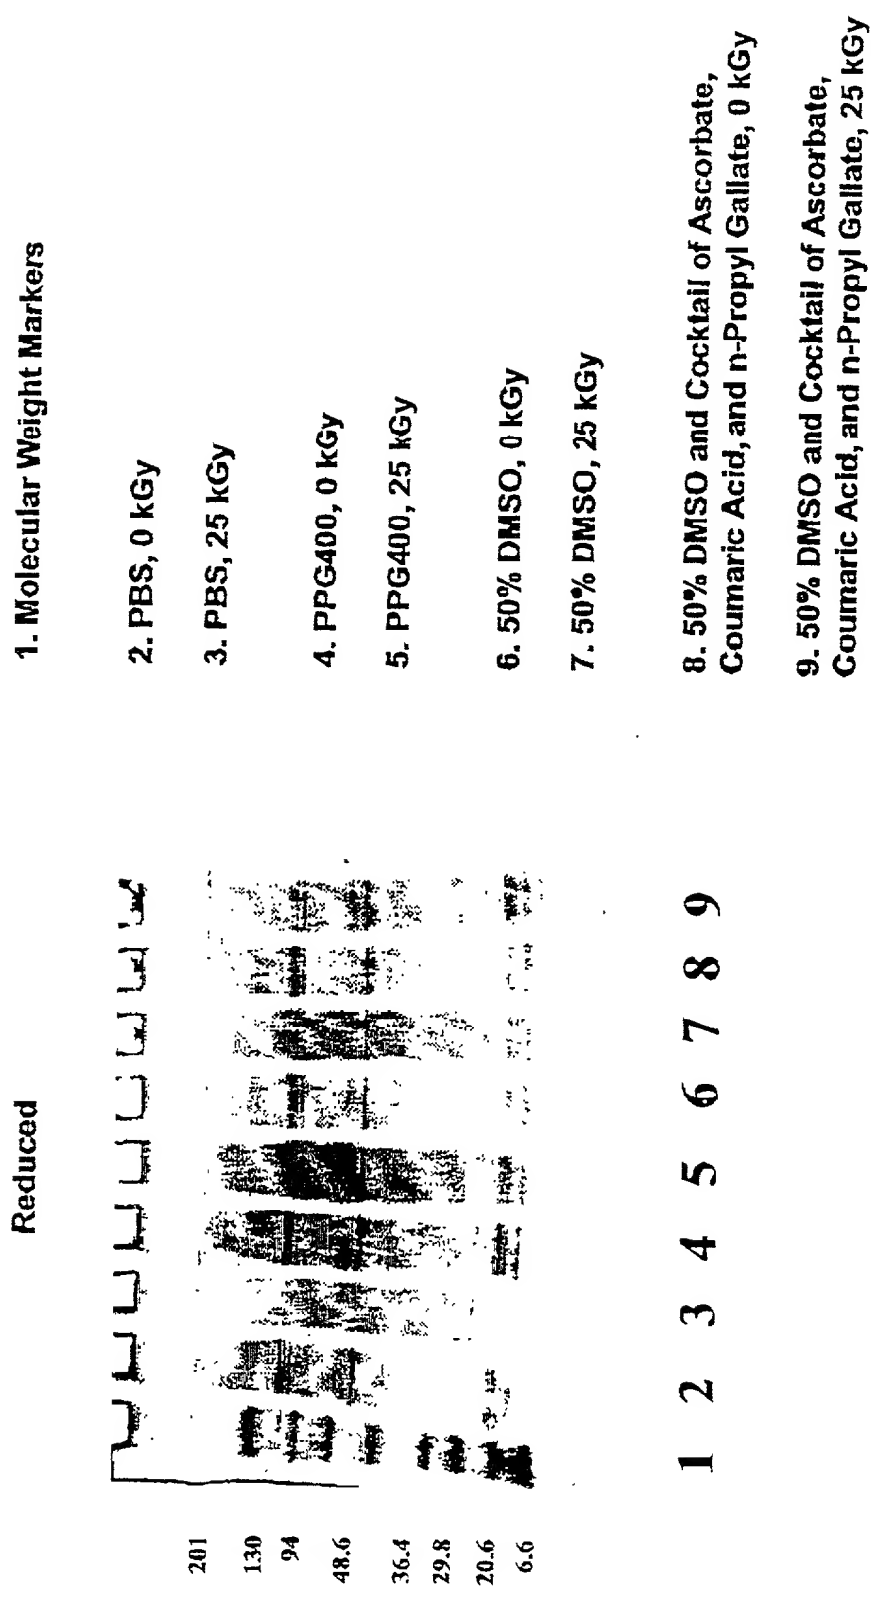 Reduced
201
130
94
48.6
36.4
29.8
20.6
6.6
1 2 3 4 5 6 7 8 9
1. Molecular Weight Markers
2. PBS, 0 kGy
3. PBS, 25 kGy
4. PPG400, 0 kGy
5. PPG400, 25 kGy
6. 50% DMSO, 0 kGy
7. 50% DMSO, 25 kGy
8. 50% DMSO and Cocktail of Ascorbate,
Coumaric Acid, and n-Propyl Gallate, 0 kGy
9. 50% DMSO and Cocktail of Ascorbate,
Coumaric Acid, and n-Propyl Gallate, 25 kGy